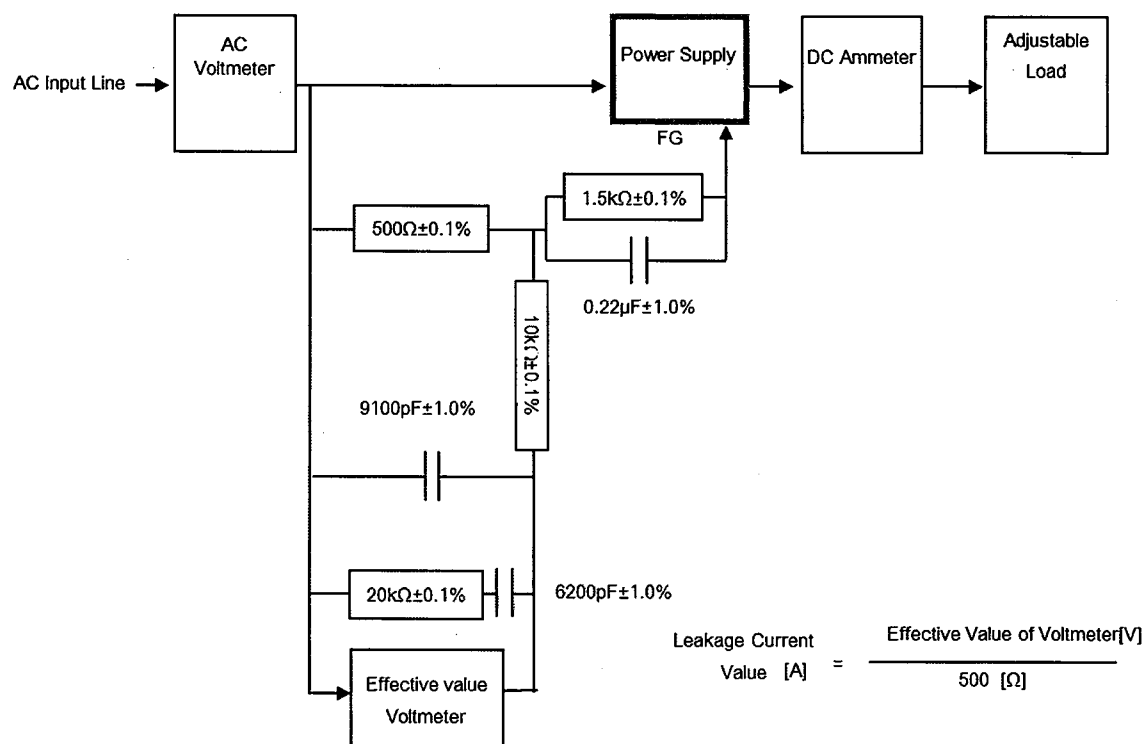 AC
Voltmeter
Power Supply
DC Ammeter
Adjustable
Load
AC Input Line
FG
1.5kΩ±0.1%
500Ω±0.1%
0.22µF±1.0%
10kΩ±0.1%
9100pF±1.0%
20kΩ±0.1%
6200pF±1.0%
Effective value
Voltmeter
Leakage Current
Value [A]
=
Effective Value of Voltmeter[V]
500 [Ω]